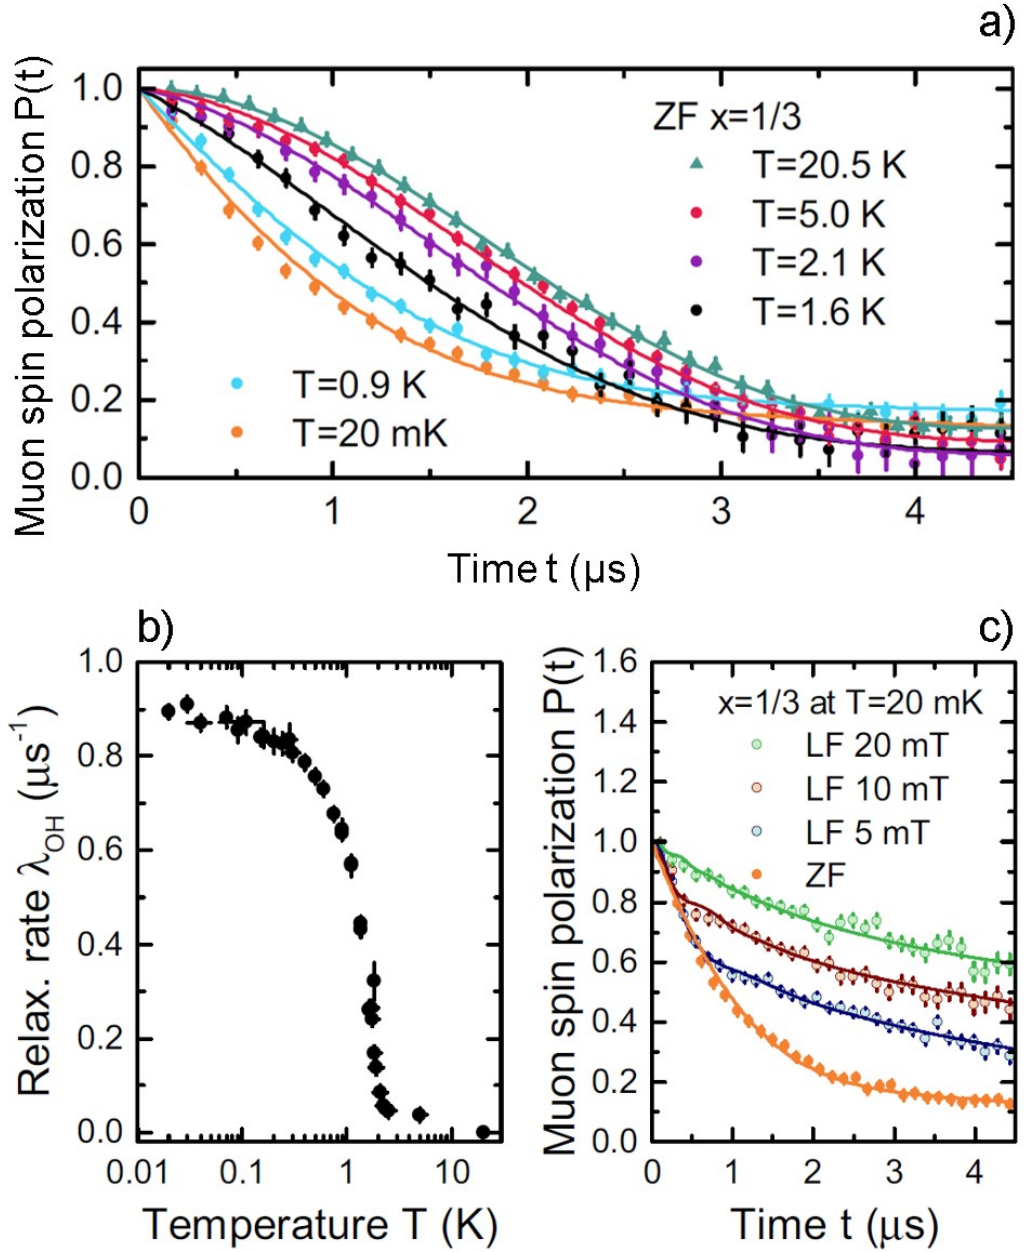 a)
Muon spin polarization P(t)
1.0
0.8
0.6
0.4
0.2
0.0
ZF x=1/3
T=20.5 K
T=5.0 K
T=2.1 K
T=1.6 K
T=0.9 K
T=20 mK
0 1 2 3 4
Time t (µs)
b)
Relax. rate λOH (µs-1)
1.0
0.8
0.6
0.4
0.2
0.0
0.01 0.1 1 10
Temperature T (K)
c)
Muon spin polarization P(t)
1.6
1.4
1.2
1.0
0.8
0.6
0.4
0.2
0.0
x=1/3 at T=20 mK
LF 20 mT
LF 10 mT
LF 5 mT
ZF
0 1 2 3 4
Time t (µs)